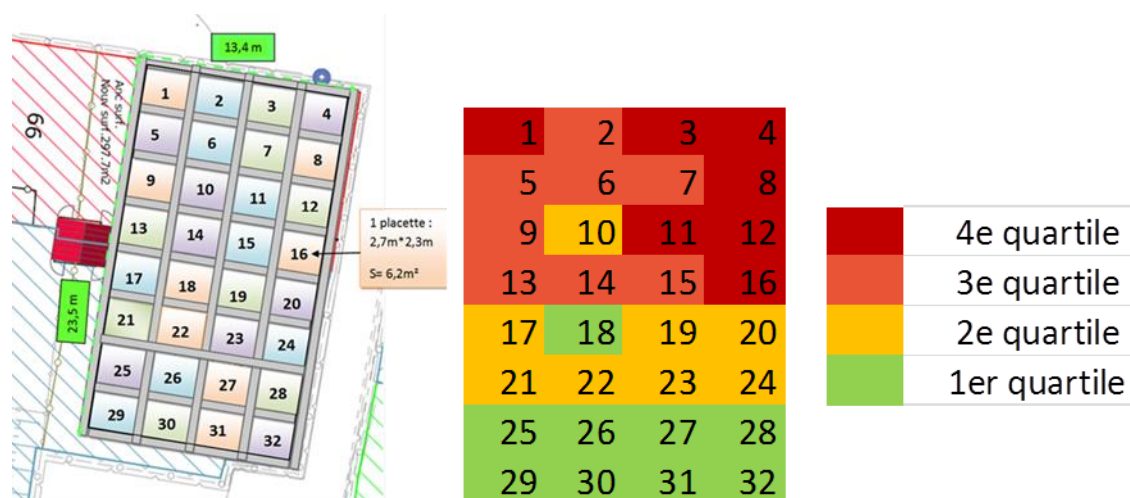 13,4 m
Anc surf.
Nouv surf.297.7m2
66
23,5 m
1 2 3 4
5 6 7 8
9 10 11 12
13 14 15 16
17 18 19 20
21 22 23 24
25 26 27 28
29 30 31 32
1 placette :
2,7m*2,3m
S= 6,2m²
1 2 3 4
5 6 7 8
9 10 11 12
13 14 15 16
17 18 19 20
21 22 23 24
25 26 27 28
29 30 31 32
4e quartile
3e quartile
2e quartile
1er quartile